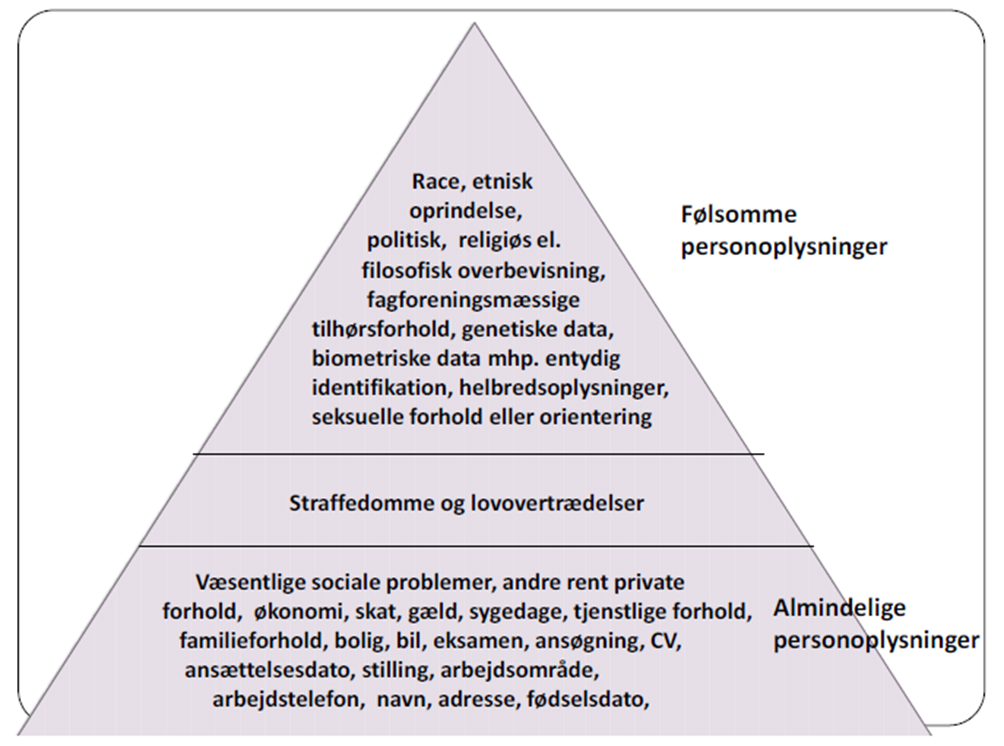 Race, etnisk
oprindelse,
politisk, religiøs el.
filosofisk overbevisning,
fagforeningsmæssige
tilhørsforhold, genetiske data,
biometriske data mhp. entydig
identifikation, helbredsoplysninger,
seksuelle forhold eller orientering
Følsomme
personoplysninger
Straffedomme og lovovertrædelser
Væsentlige sociale problemer, andre rent private
forhold, økonomi, skat, gæld, sygedage, tjenstlige forhold,
familieforhold, bolig, bil, eksamen, ansøgning, CV,
ansættelsesdato, stilling, arbejdsområde,
arbejdstelefon, navn, adresse, fødselsdato,
Almindelige
personoplysninger